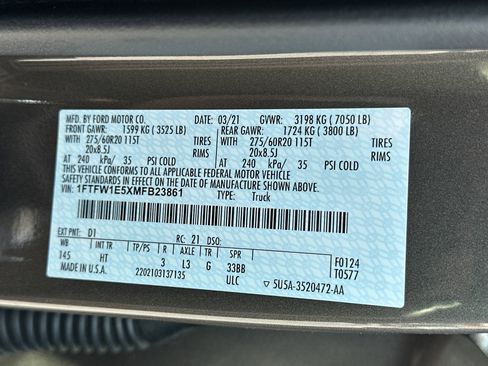 MFD. BY FORD MOTOR CO. 03/21 GVWR: 3198 KG ( 7050 LB)
FRONT GAWR: 1599 KG ( 3525 LB) REAR GAWR: 1724 KG ( 3800 LB)
WITH 275/60R20 115T TIRES WITH 275/60R20 115T TIRES
20x8.5J RIMS 20x8.5J RIMS
AT 240 kPa/ 35 PSI COLD AT 240 kPa/ 35 PSI COLD
THIS VEHICLE CONFORMS TO ALL APPLICABLE FEDERAL MOTOR VEHICLE
SAFETY STANDARDS IN EFFECT ON THE DATE OF MANUFACTURE SHOWN ABOVE.
VIN: 1FTFW1E5XMFB23861 TYPE: Truck
EXT PNT: D1 RC: 21 DSO: F0124
WB INT TR TP/PS R AXLE TR SPR T0577
145 HT 3 L3 G 33BB
MADE IN U.S.A. 2202103137135 ULC ▽ 5U5A-3520472-AA